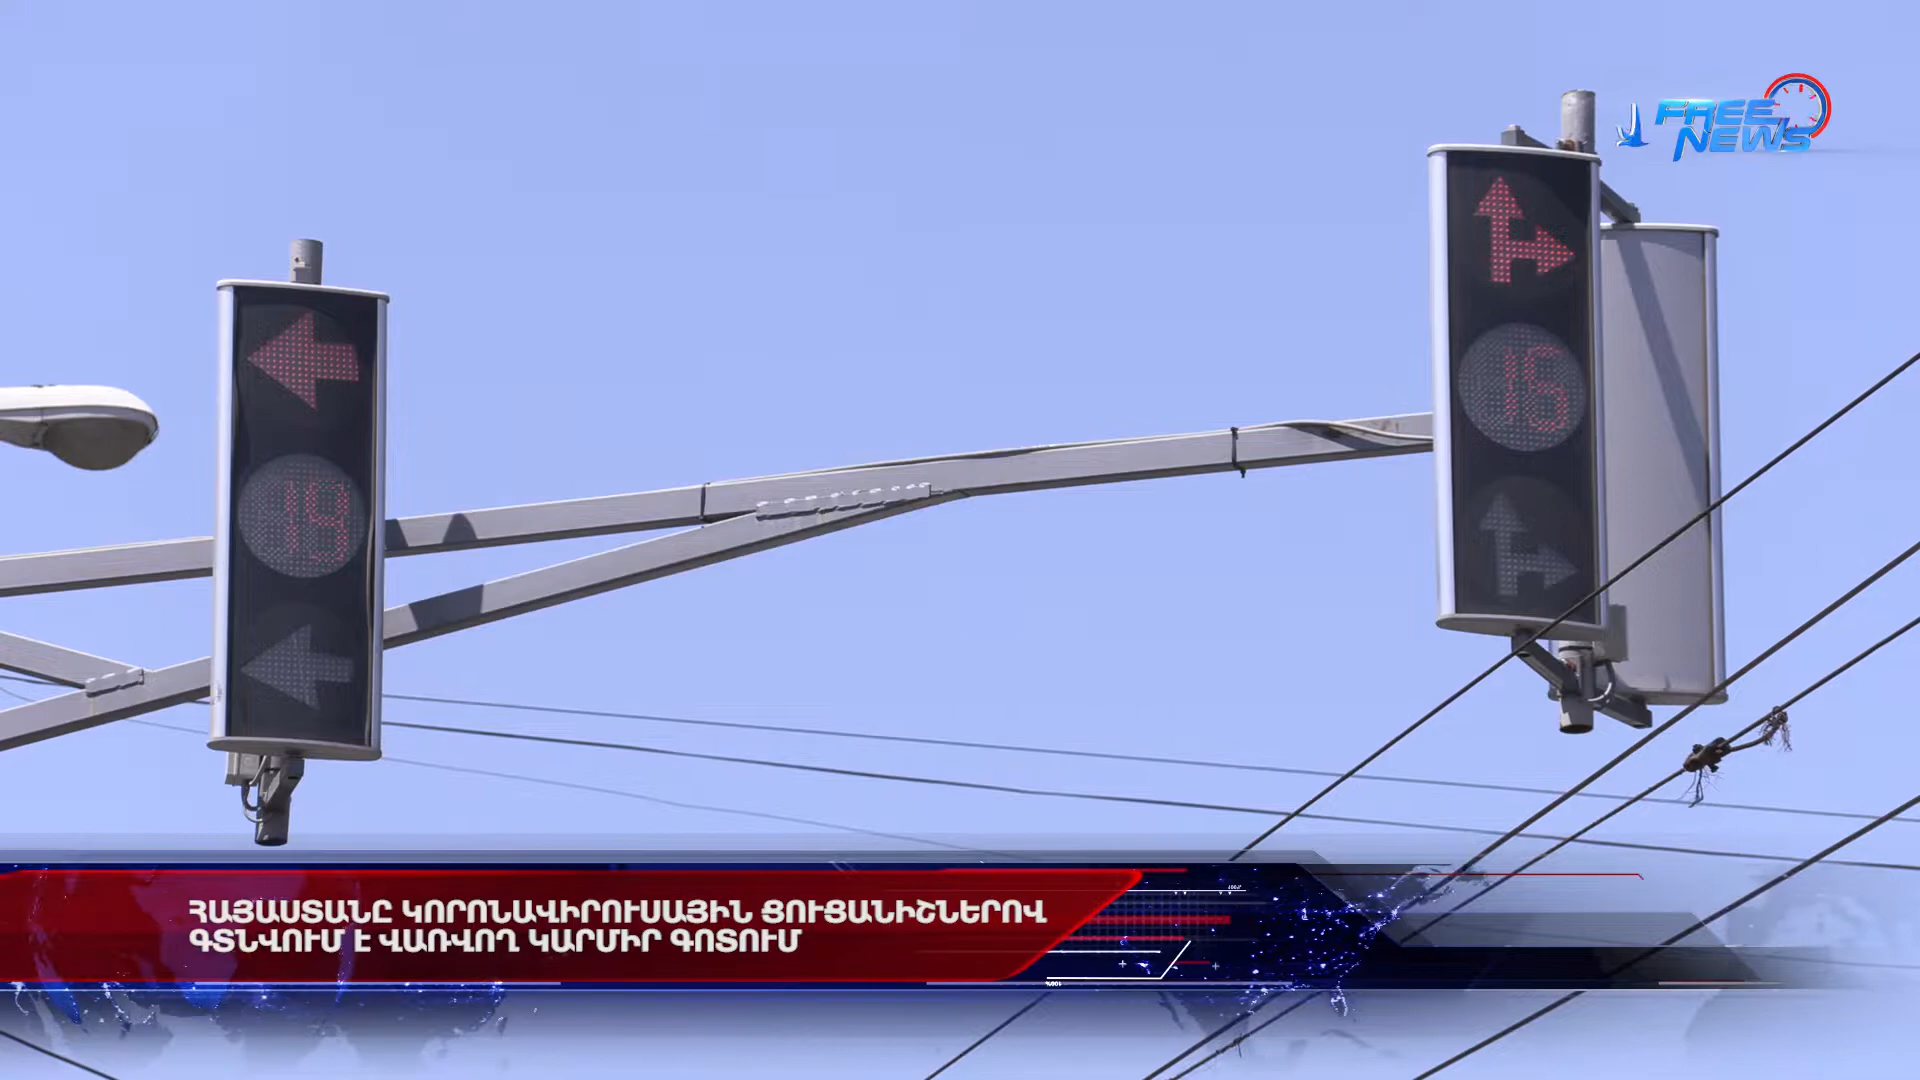 FREE
NEWS
19
16
ՀԱՅԱՍՏԱՆԸ ԿՈՐՈՆԱՎԻՐՈՒՍԱՅԻՆ ՑՈՒՑԱՆԻՇՆԵՐՈՎ
ԳՏՆՎՈՒՄ Է ՎԱՌՎՈՂ ԿԱՐՄԻՐ ԳՈՏՈՒՄ